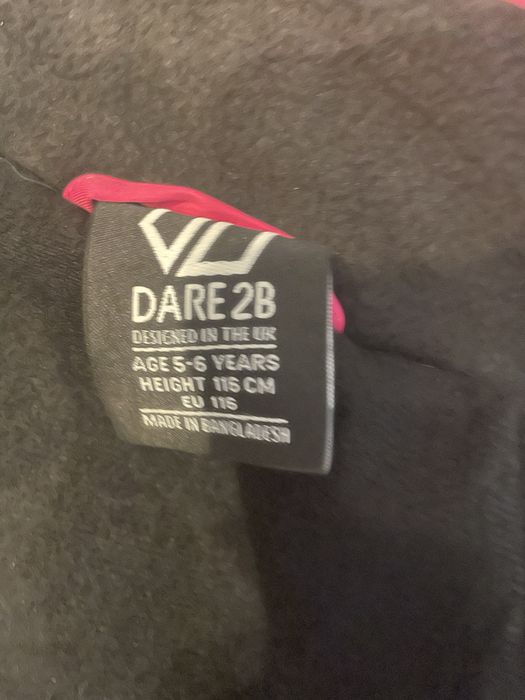 DARE 2B
DESIGNED IN THE UK
AGE 5-6 YEARS
HEIGHT 116 CM
EU 116
MADE IN BANGLADESH